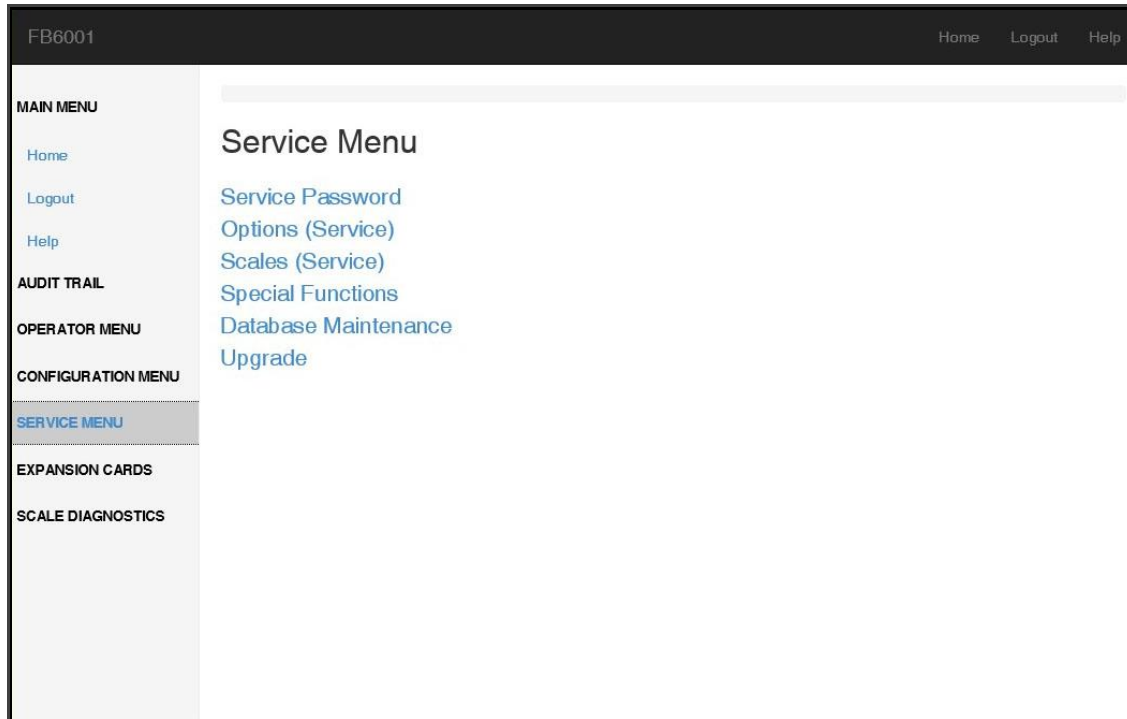 FB6001
Home Logout Help
MAIN MENU
Home
Logout
Help
AUDIT TRAIL
OPERATOR MENU
CONFIGURATION MENU
SERVICE MENU
EXPANSION CARDS
SCALE DIAGNOSTICS
Service Menu
Service Password
Options (Service)
Scales (Service)
Special Functions
Database Maintenance
Upgrade